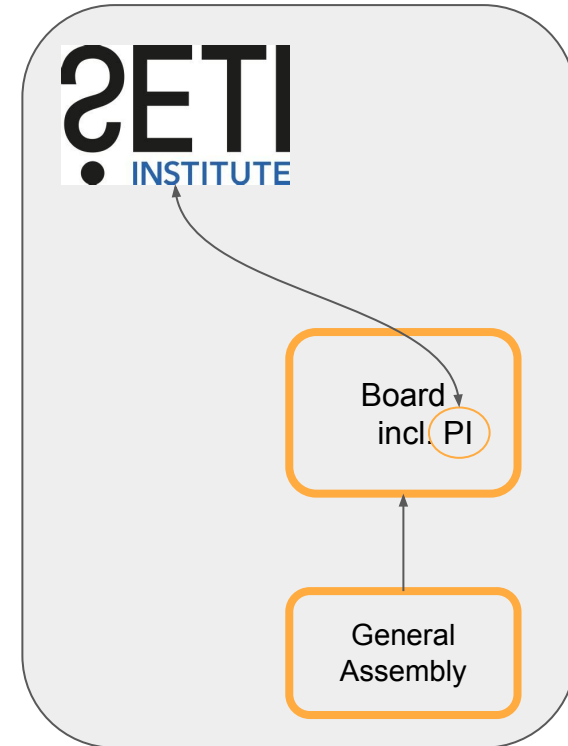 SETI
INSTITUTE
Board
incl. PI
General
Assembly